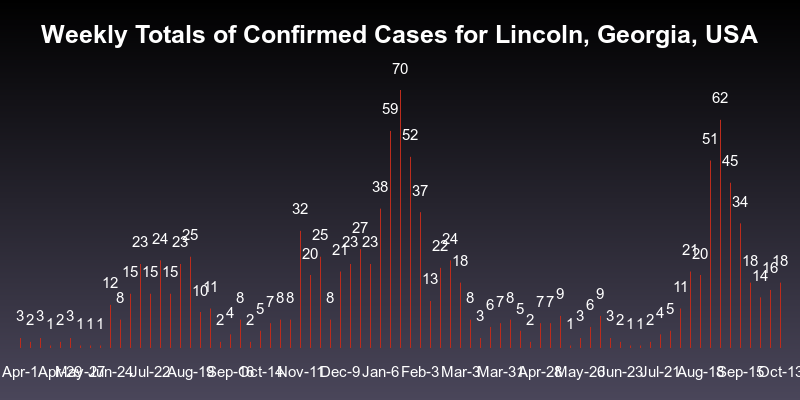 Weekly Totals of Confirmed Cases for Lincoln, Georgia, USA
70
62
59
52 51
45
38 37
32 34
23 24 23 25 20 25 21 23 27 23 22 24 21 20
15 15 15 13 18 18 14 16 18
12 8 10 11 8 8 8 8 11
3 2 3 1 2 3 1 1 1 2 4 8 2 5 7 3 6 7 8 5 2 7 7 9 1 3 6 9 3 2 1 1 2 4 5
Jun-24 Jul-22 Aug-19 Sep-16 Oct-14 Nov-11 Dec-9 Jan-6 Feb-3 Mar-3 Mar-31 Apr-28 May-26 Jun-23 Jul-21 Aug-18 Sep-15 Oct-13